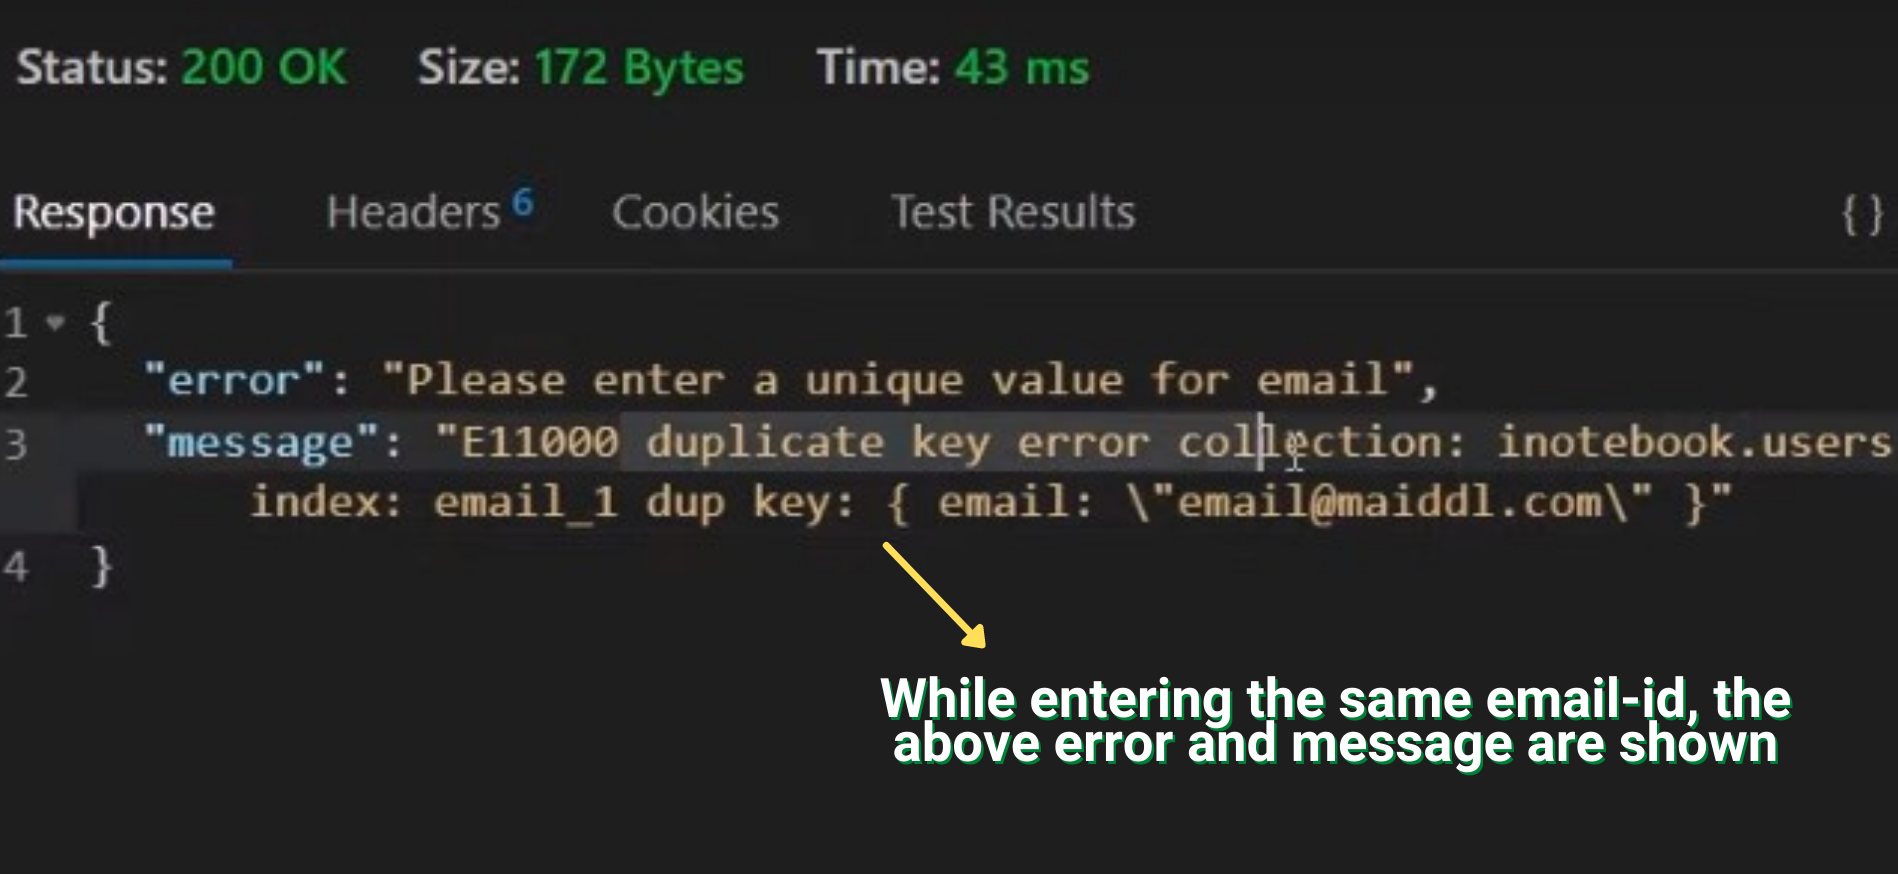 Status: 200 OK Size: 172 Bytes Time: 43 ms
Response Headers 6 Cookies Test Results { }
1 {
2 "error": "Please enter a unique value for email",
3 "message": "E11000 duplicate key error collection: inotebook.users
index: email_1 dup key: { email: \"email@maiddl.com\" }"
4 }
While entering the same email-id, the
above error and message are shown